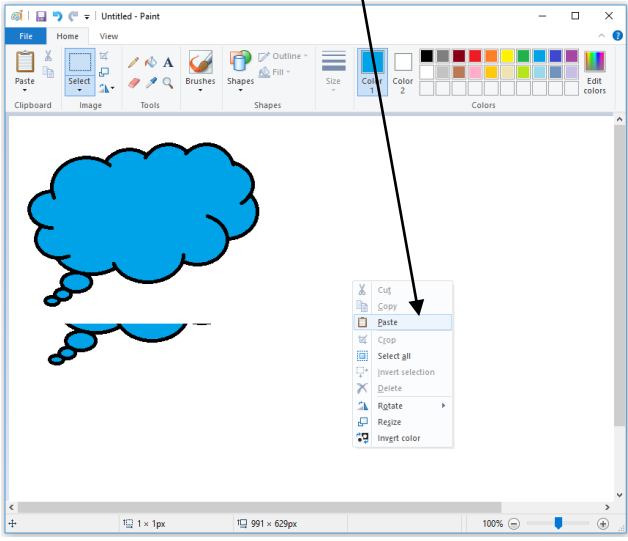 Untitled - Paint
File Home View
Paste
Select
Brushes
Shapes
Outline
Fill
Size
Color 1
Color 2
Edit colors
Clipboard Image Tools Shapes Colors
Cut
Copy
Paste
Crop
Select all
Invert selection
Delete
Rotate
Resize
Invert color
1 × 1px 991 × 629px 100%